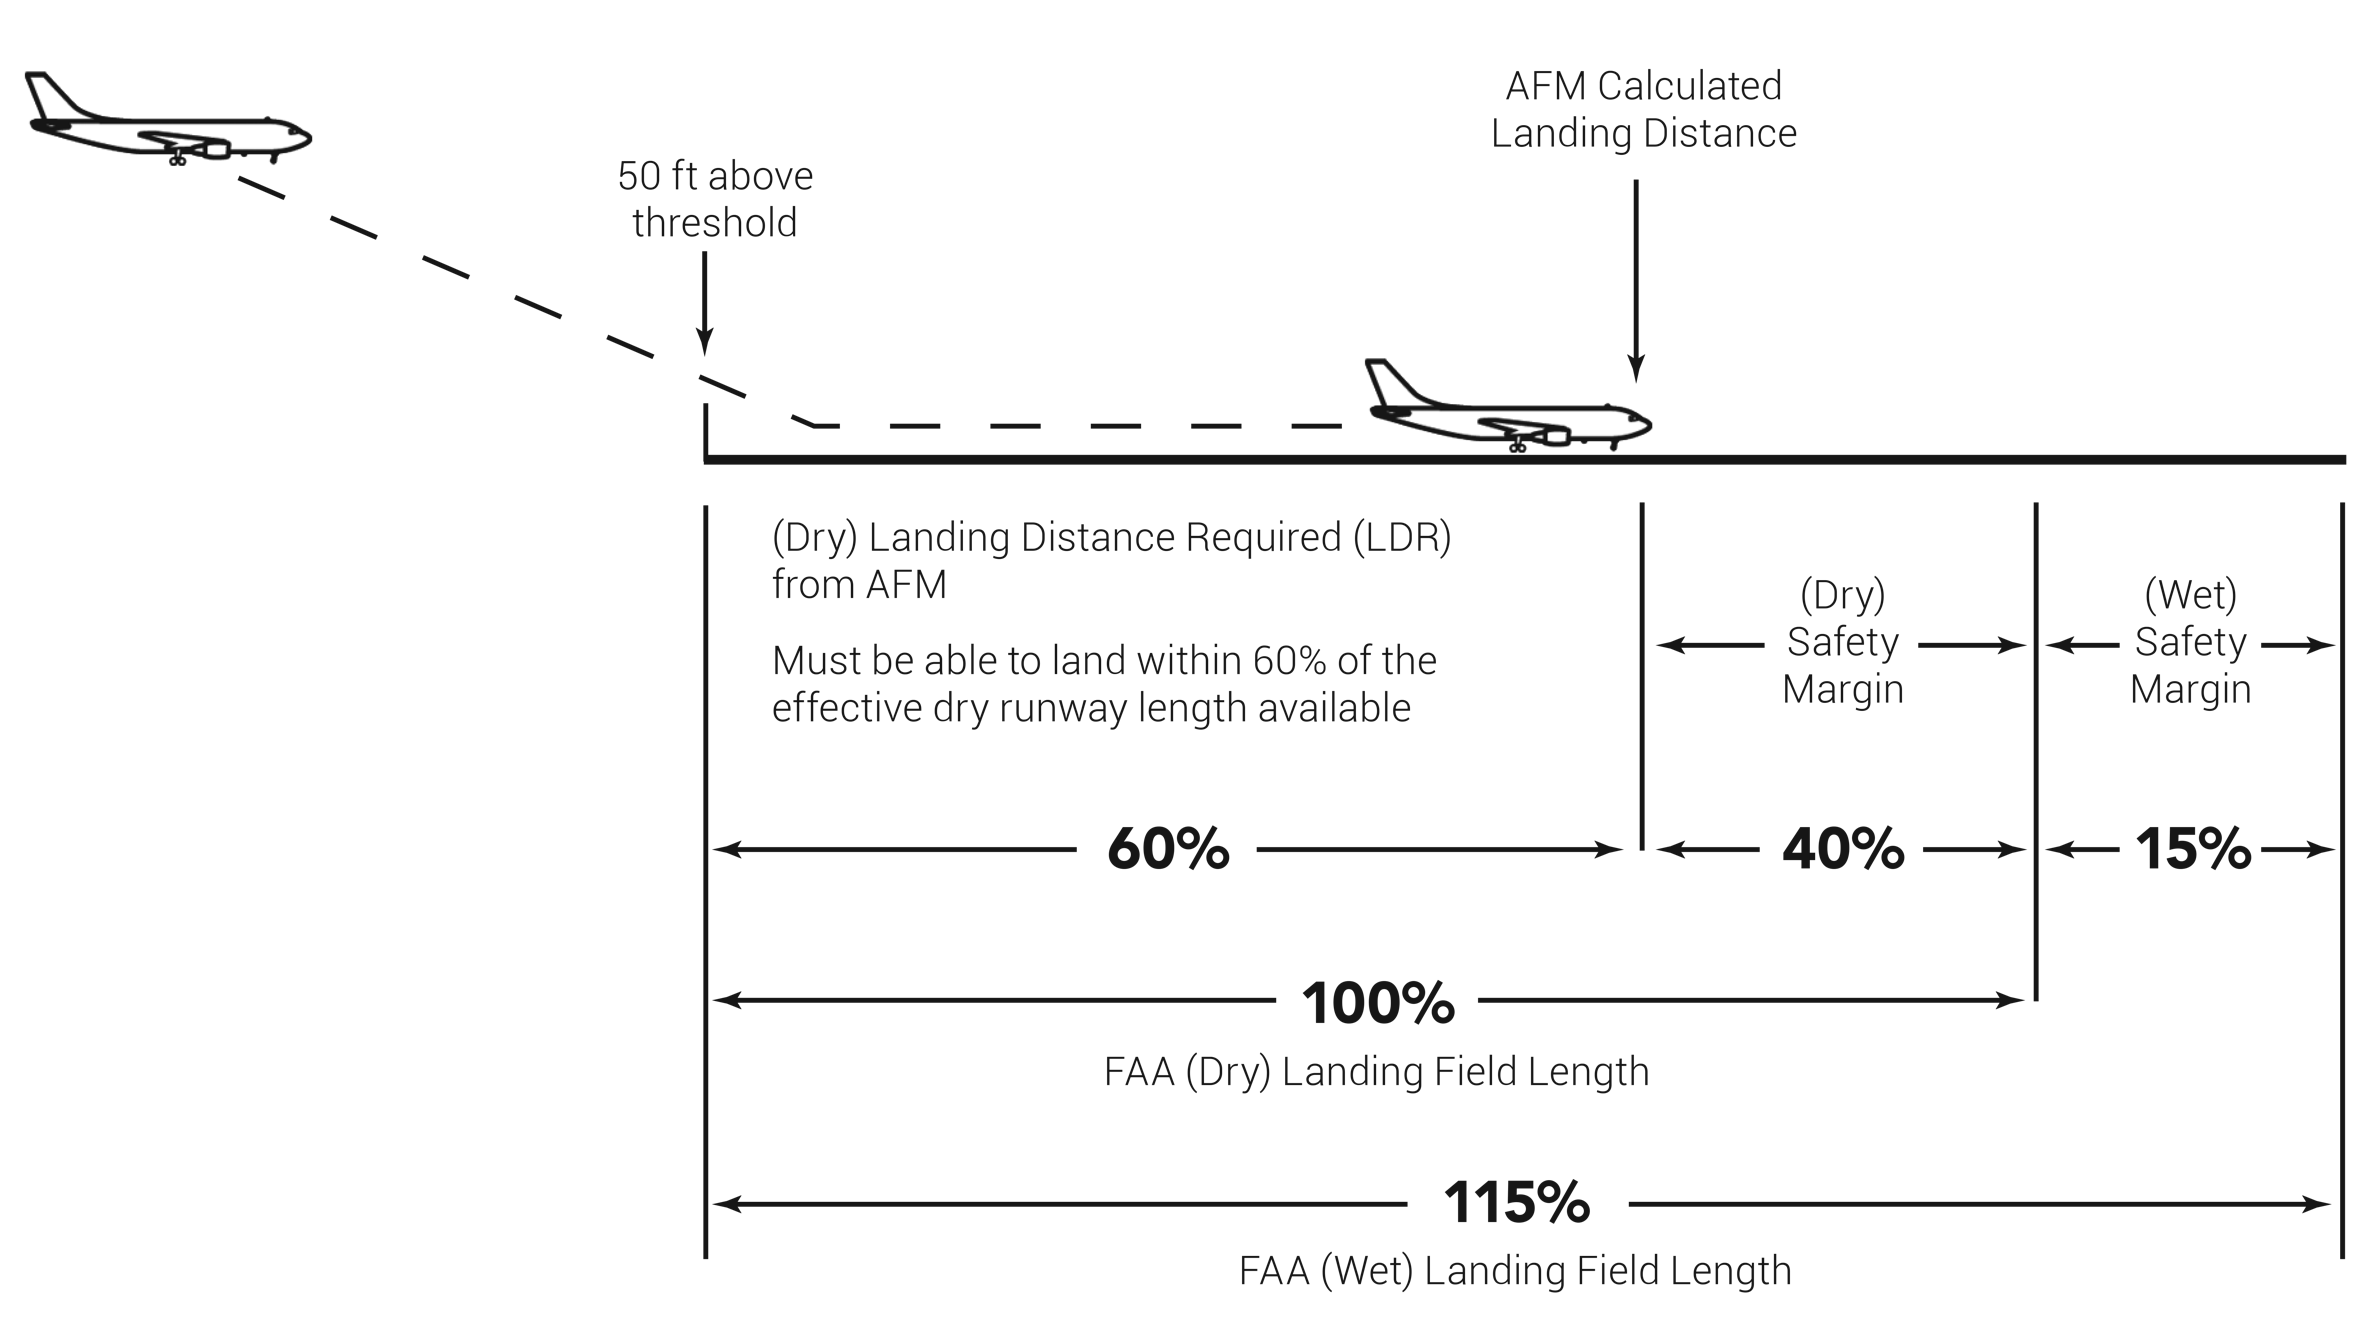 AFM Calculated
Landing Distance
50 ft above
threshold
(Dry) Landing Distance Required (LDR)
from AFM
Must be able to land within 60% of the
effective dry runway length available
(Dry)
Safety
Margin
(Wet)
Safety
Margin
60%
40%
15%
100%
FAA (Dry) Landing Field Length
115%
FAA (Wet) Landing Field Length